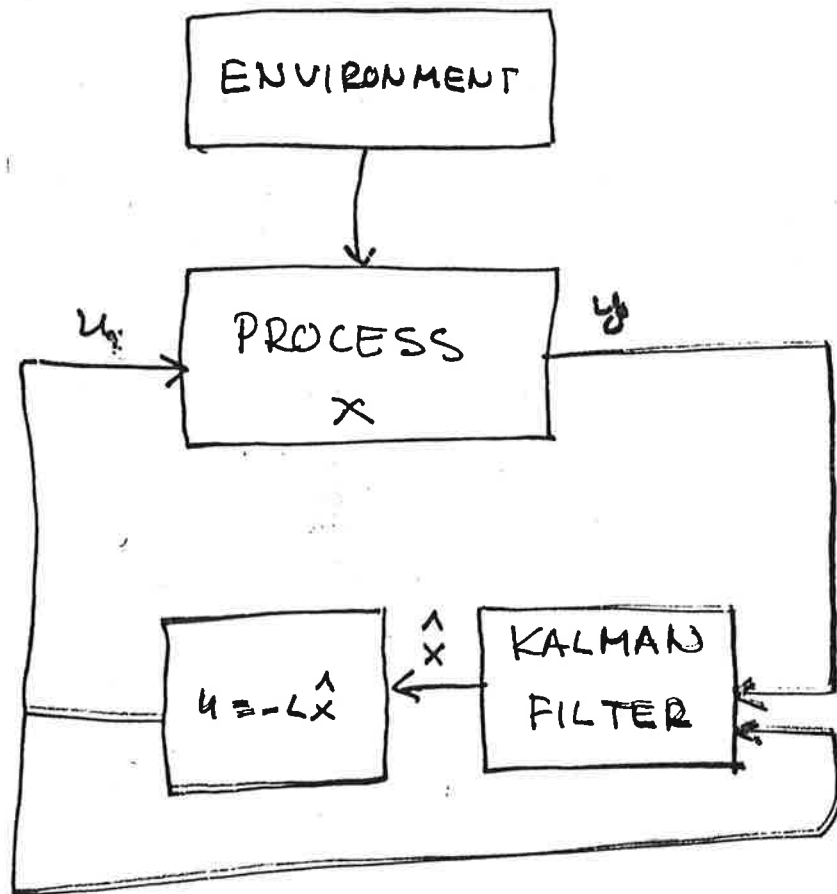 ENVIRONMENT
u
PROCESS
x
y
u = -Lx̂
x̂
KALMAN
FILTER